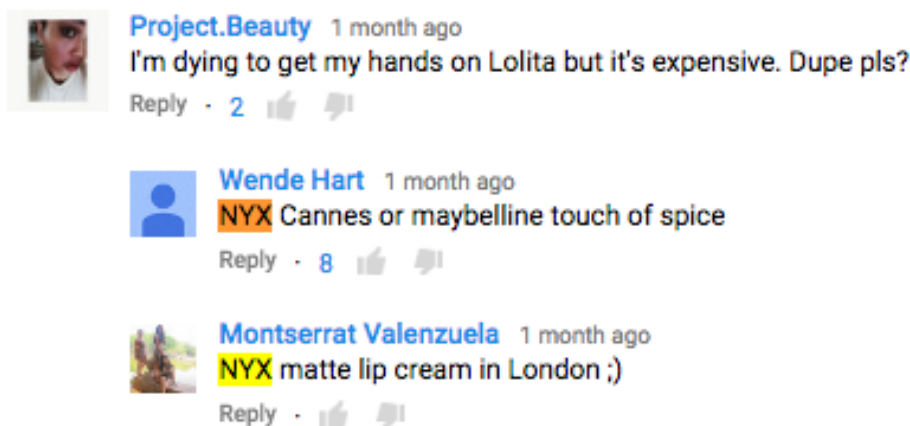 Project.Beauty 1 month ago
I'm dying to get my hands on Lolita but it's expensive. Dupe pls?
Reply · 2
Wende Hart 1 month ago
NYX Cannes or maybelline touch of spice
Reply · 8
Montserrat Valenzuela 1 month ago
NYX matte lip cream in London ;)
Reply ·